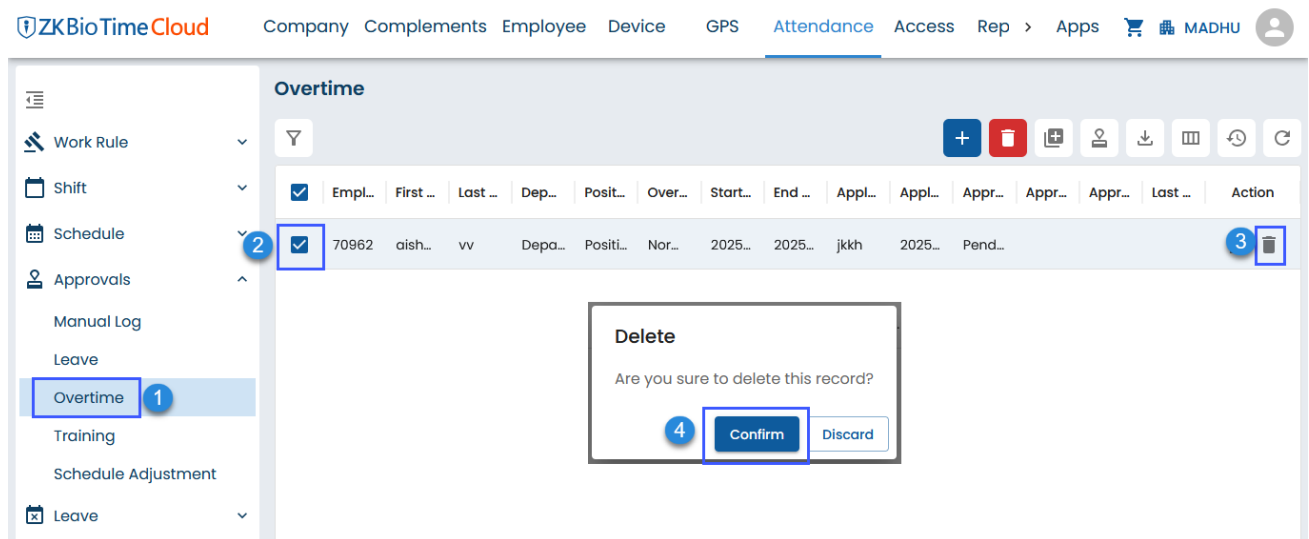 ZKBioTime Cloud Company Complements Employee Device GPS Attendance Access Rep > Apps MADHU
Overtime
Work Rule
Shift
Schedule
Approvals
Manual Log
Leave
Overtime 1
Training
Schedule Adjustment
Leave
Empl... First ... Last ... Dep... Posit... Over... Start... End ... Appl... Appl... Appr... Appr... Appr... Last ... Action
2 70962 aish... vv Depa... Positi... Nor... 2025... 2025... jkkh 2025... Pend... 3
Delete
Are you sure to delete this record?
4 Confirm Discard